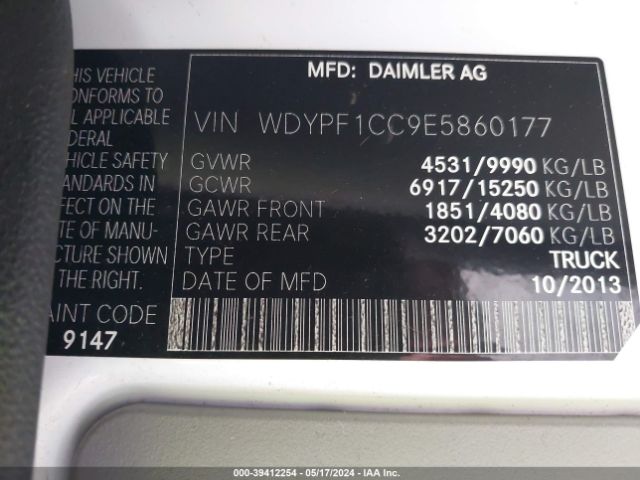 MFD: DAIMLER AG
HIS VEHICLE
ONFORMS TO
L APPLICABLE
DERAL
HICLE SAFETY
ANDARDS IN
FECT ON THE
TE OF MANU-
CTURE SHOWN
THE RIGHT.
VIN WDYPF1CC9E5860177
GVWR 4531/9990 KG/LB
GCWR 6917/15250 KG/LB
GAWR FRONT 1851/4080 KG/LB
GAWR REAR 3202/7060 KG/LB
TYPE TRUCK
DATE OF MFD 10/2013
AINT CODE
9147
000-39412254 - 05/17/2024 - IAA Inc.